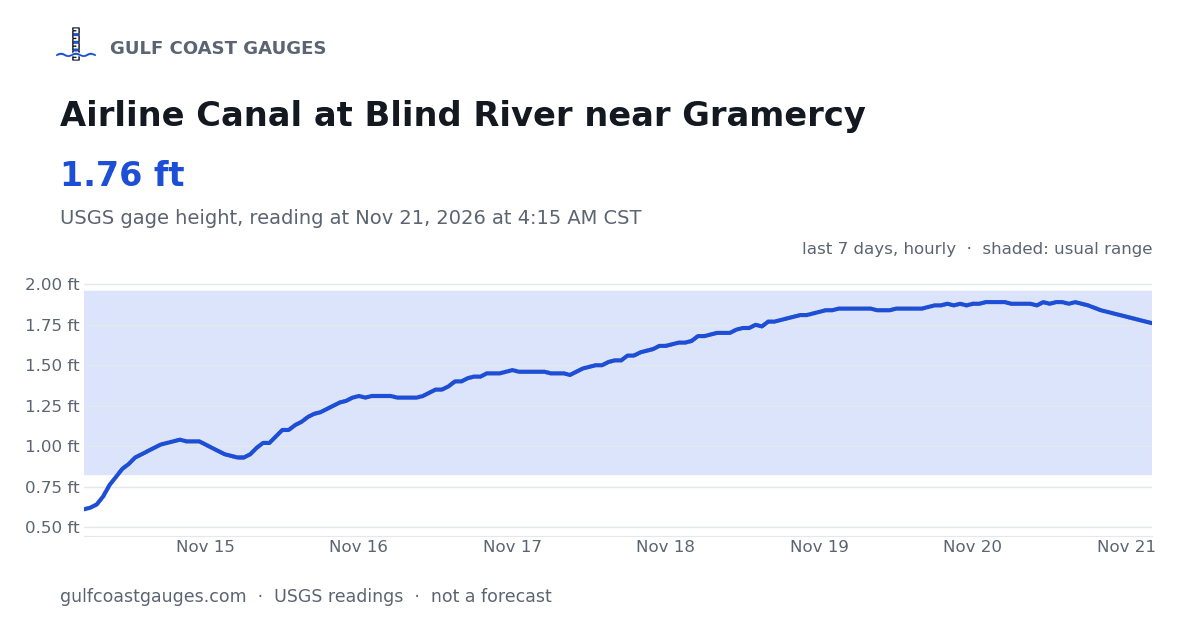 GULF COAST GAUGES
Airline Canal at Blind River near Gramercy
1.76 ft
USGS gage height, reading at Nov 21, 2026 at 4:15 AM CST
last 7 days, hourly · shaded: usual range
2.00 ft
1.75 ft
1.50 ft
1.25 ft
1.00 ft
0.75 ft
0.50 ft
Nov 15 Nov 16 Nov 17 Nov 18 Nov 19 Nov 20 Nov 21
gulfcoastgauges.com · USGS readings · not a forecast